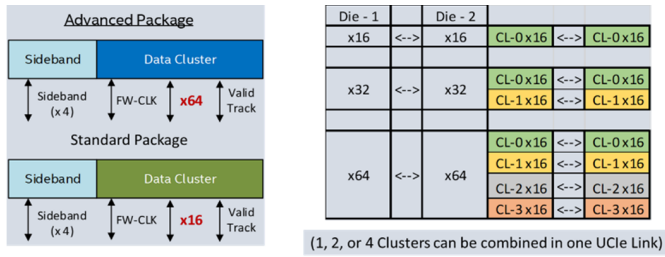 Advanced Package
Sideband Data Cluster
Sideband (x4) FW-CLK x64 Valid Track
Standard Package
Sideband Data Cluster
Sideband (x4) FW-CLK x16 Valid Track
Die - 1 Die - 2
x16 <--> x16 CL-0 x16 <--> CL-0 x16
x32 <--> x32 CL-0 x16 <--> CL-0 x16
CL-1 x16 <--> CL-1 x16
x64 <--> x64 CL-0 x16 <--> CL-0 x16
CL-1 x16 <--> CL-1 x16
CL-2 x16 <--> CL-2 x16
CL-3 x16 <--> CL-3 x16
(1, 2, or 4 Clusters can be combined in one UCIe Link)